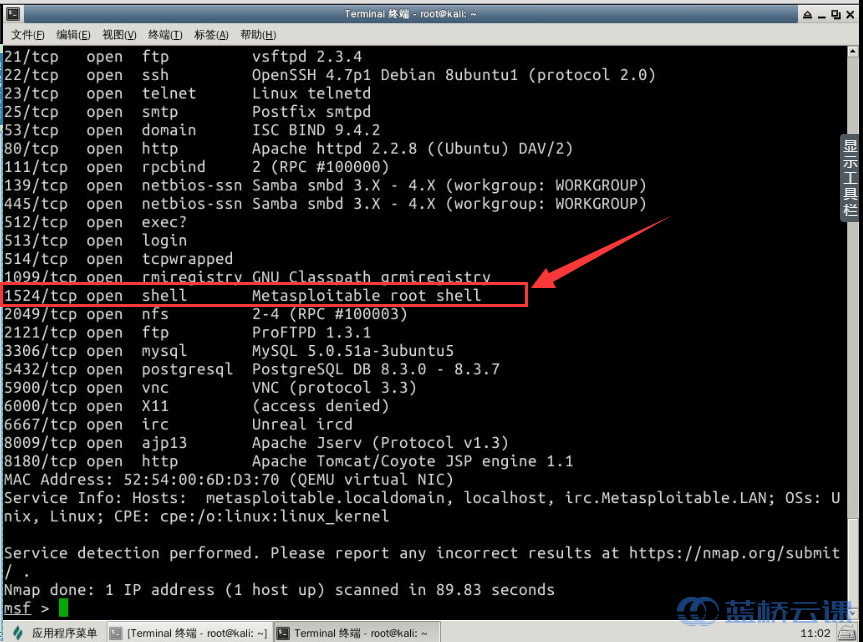 Terminal 终端 - root@kali: ~
文件(F) 编辑(E) 视图(V) 终端(T) 标签(A) 帮助(H)
21/tcp open ftp vsftpd 2.3.4
22/tcp open ssh OpenSSH 4.7p1 Debian 8ubuntu1 (protocol 2.0)
23/tcp open telnet Linux telnetd
25/tcp open smtp Postfix smtpd
53/tcp open domain ISC BIND 9.4.2
80/tcp open http Apache httpd 2.2.8 ((Ubuntu) DAV/2)
111/tcp open rpcbind 2 (RPC #100000)
139/tcp open netbios-ssn Samba smbd 3.X - 4.X (workgroup: WORKGROUP)
445/tcp open netbios-ssn Samba smbd 3.X - 4.X (workgroup: WORKGROUP)
512/tcp open exec?
513/tcp open login
514/tcp open tcpwrapped
1099/tcp open rmiregistry GNU Classpath grmiregistry
1524/tcp open shell Metasploitable root shell
2049/tcp open nfs 2-4 (RPC #100003)
2121/tcp open ftp ProFTPD 1.3.1
3306/tcp open mysql MySQL 5.0.51a-3ubuntu5
5432/tcp open postgresql PostgreSQL DB 8.3.0 - 8.3.7
5900/tcp open vnc VNC (protocol 3.3)
6000/tcp open X11 (access denied)
6667/tcp open irc Unreal ircd
8009/tcp open ajp13 Apache Jserv (Protocol v1.3)
8180/tcp open http Apache Tomcat/Coyote JSP engine 1.1
MAC Address: 52:54:00:6D:D3:70 (QEMU virtual NIC)
Service Info: Hosts:  metasploitable.localdomain, localhost, irc.Metasploitable.LAN; OSs: U
nix, Linux; CPE: cpe:/o:linux:linux_kernel
Service detection performed. Please report any incorrect results at https://nmap.org/submit
/ .
Nmap done: 1 IP address (1 host up) scanned in 89.83 seconds
msf >
显示工具栏
蓝桥云课
应用程序菜单 [Terminal 终端 - root@kali: ~] Terminal 终端 - root@kali: ~ 11:02